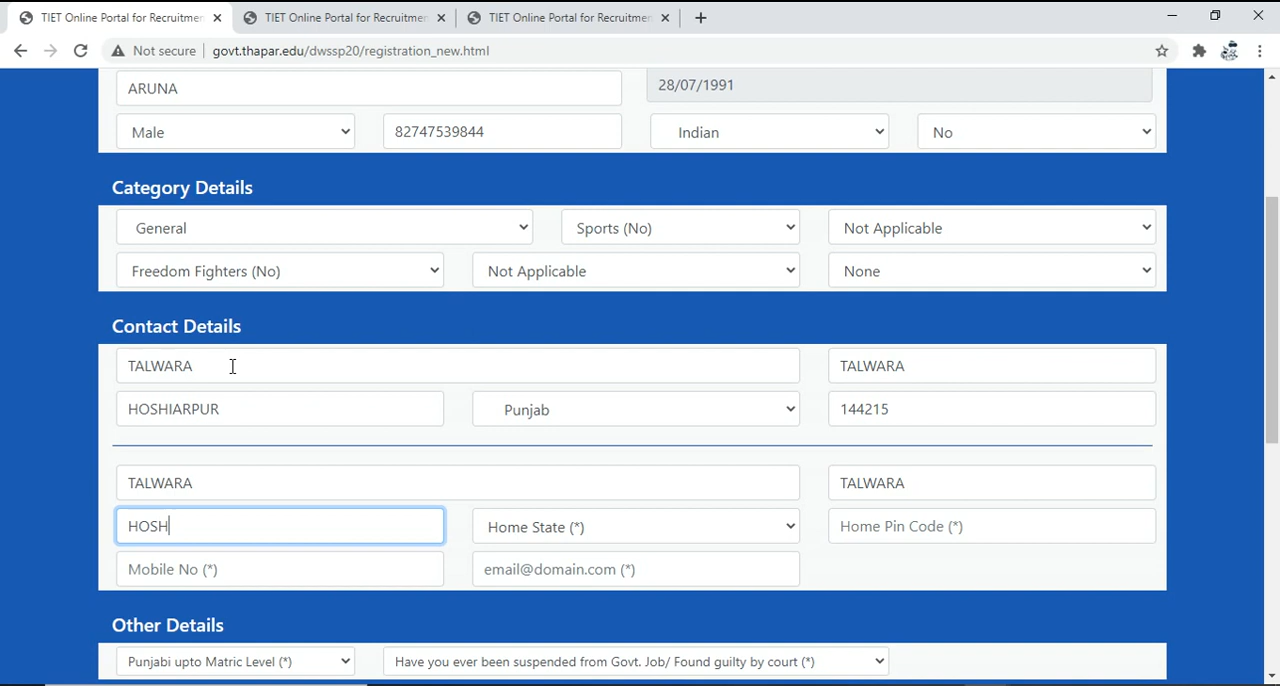 TIET Online Portal for Recruitmen
TIET Online Portal for Recruitmen
TIET Online Portal for Recruitmen
Not secure govt.thapar.edu/dwssp20/registration_new.html
ARUNA 28/07/1991
Male 82747539844 Indian No
Category Details
General Sports (No) Not Applicable
Freedom Fighters (No) Not Applicable None
Contact Details
TALWARA TALWARA
HOSHIARPUR Punjab 144215
TALWARA TALWARA
HOSH Home State (*) Home Pin Code (*)
Mobile No (*) email@domain.com (*)
Other Details
Punjabi upto Matric Level (*) Have you ever been suspended from Govt. Job/ Found guilty by court (*)